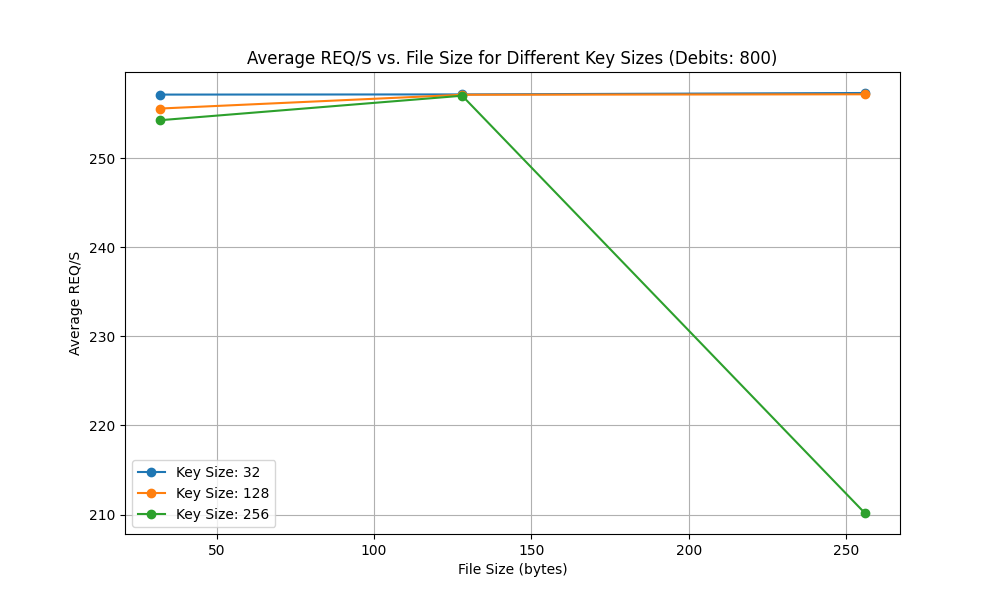 Average REQ/S vs. File Size for Different Key Sizes (Debits: 800)
Average REQ/S
250
240
230
220
210
Key Size: 32
Key Size: 128
Key Size: 256
50 100 150 200 250
File Size (bytes)